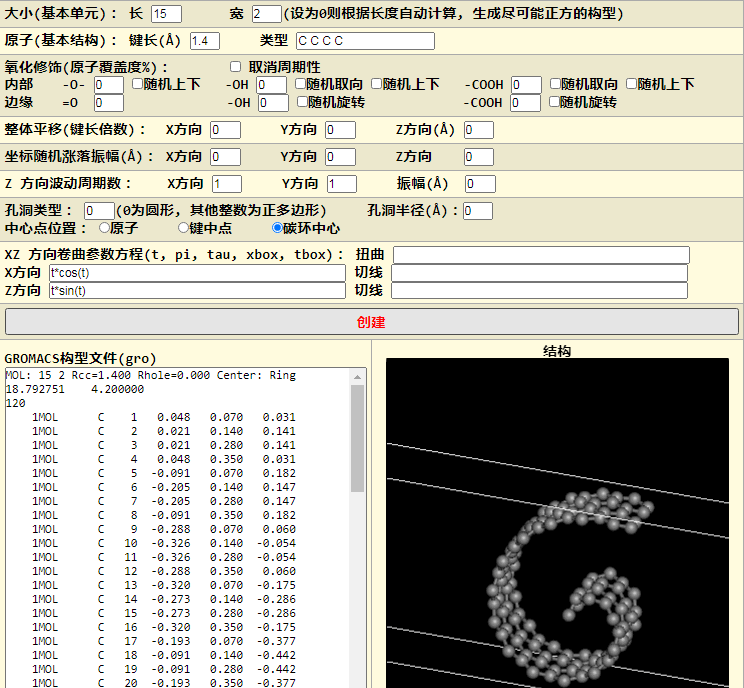 大小(基本单元)： 长 15 宽 2 (设为0则根据长度自动计算, 生成尽可能正方的构型)
原子(基本结构)： 键长(Å) 1.4 类型 C C C C
氧化修饰(原子覆盖度%)： 取消周期性
内部 -O- 0 随机上下 -OH 0 随机取向 随机上下 -COOH 0 随机取向 随机上下
边缘 =O 0 -OH 0 随机旋转 -COOH 0 随机旋转
整体平移(键长倍数)： X方向 0 Y方向 0 Z方向(Å) 0
坐标随机涨落振幅(Å)： X方向 0 Y方向 0 Z方向 0
Z 方向波动周期数： X方向 1 Y方向 1 振幅(Å) 0
孔洞类型： 0 (0为圆形, 其他整数为正多边形) 孔洞半径(Å)：0
中心点位置： 原子 键中点 碳环中心
XZ 方向卷曲参数方程(t, pi, tau, xbox, tbox)： 扭曲
X方向 t*cos(t) 切线
Z方向 t*sin(t) 切线
创建
GROMACS构型文件(gro)
MOL: 15 2 Rcc=1.400 Rhole=0.000 Center: Ring
18.792751 4.200000
120
1MOL C 1 0.048 0.070 0.031
1MOL C 2 0.021 0.140 0.141
1MOL C 3 0.021 0.280 0.141
1MOL C 4 0.048 0.350 0.031
1MOL C 5 -0.091 0.070 0.182
1MOL C 6 -0.205 0.140 0.147
1MOL C 7 -0.205 0.280 0.147
1MOL C 8 -0.091 0.350 0.182
1MOL C 9 -0.288 0.070 0.060
1MOL C 10 -0.326 0.140 -0.054
1MOL C 11 -0.326 0.280 -0.054
1MOL C 12 -0.288 0.350 0.060
1MOL C 13 -0.320 0.070 -0.175
1MOL C 14 -0.273 0.140 -0.286
1MOL C 15 -0.273 0.280 -0.286
1MOL C 16 -0.320 0.350 -0.175
1MOL C 17 -0.193 0.070 -0.377
1MOL C 18 -0.091 0.140 -0.442
1MOL C 19 -0.091 0.280 -0.442
1MOL C 20 -0.193 0.350 -0.377
结构